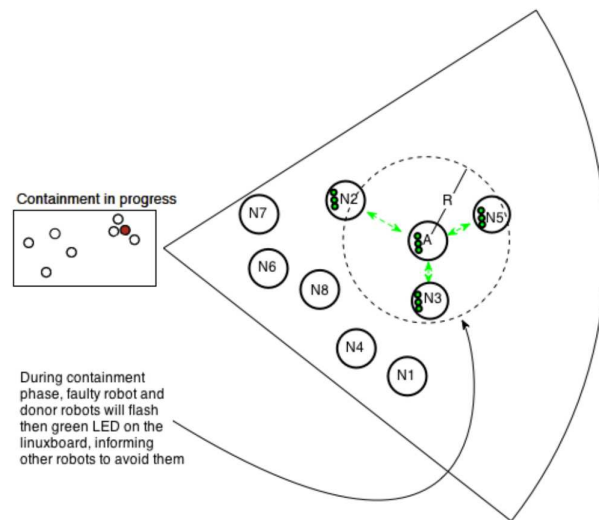 Containment in progress
N7
N2
R
N5
A
N6
N8
N3
N4
N1
During containment
phase, faulty robot and
donor robots will flash
then green LED on the
linuxboard, informing
other robots to avoid them